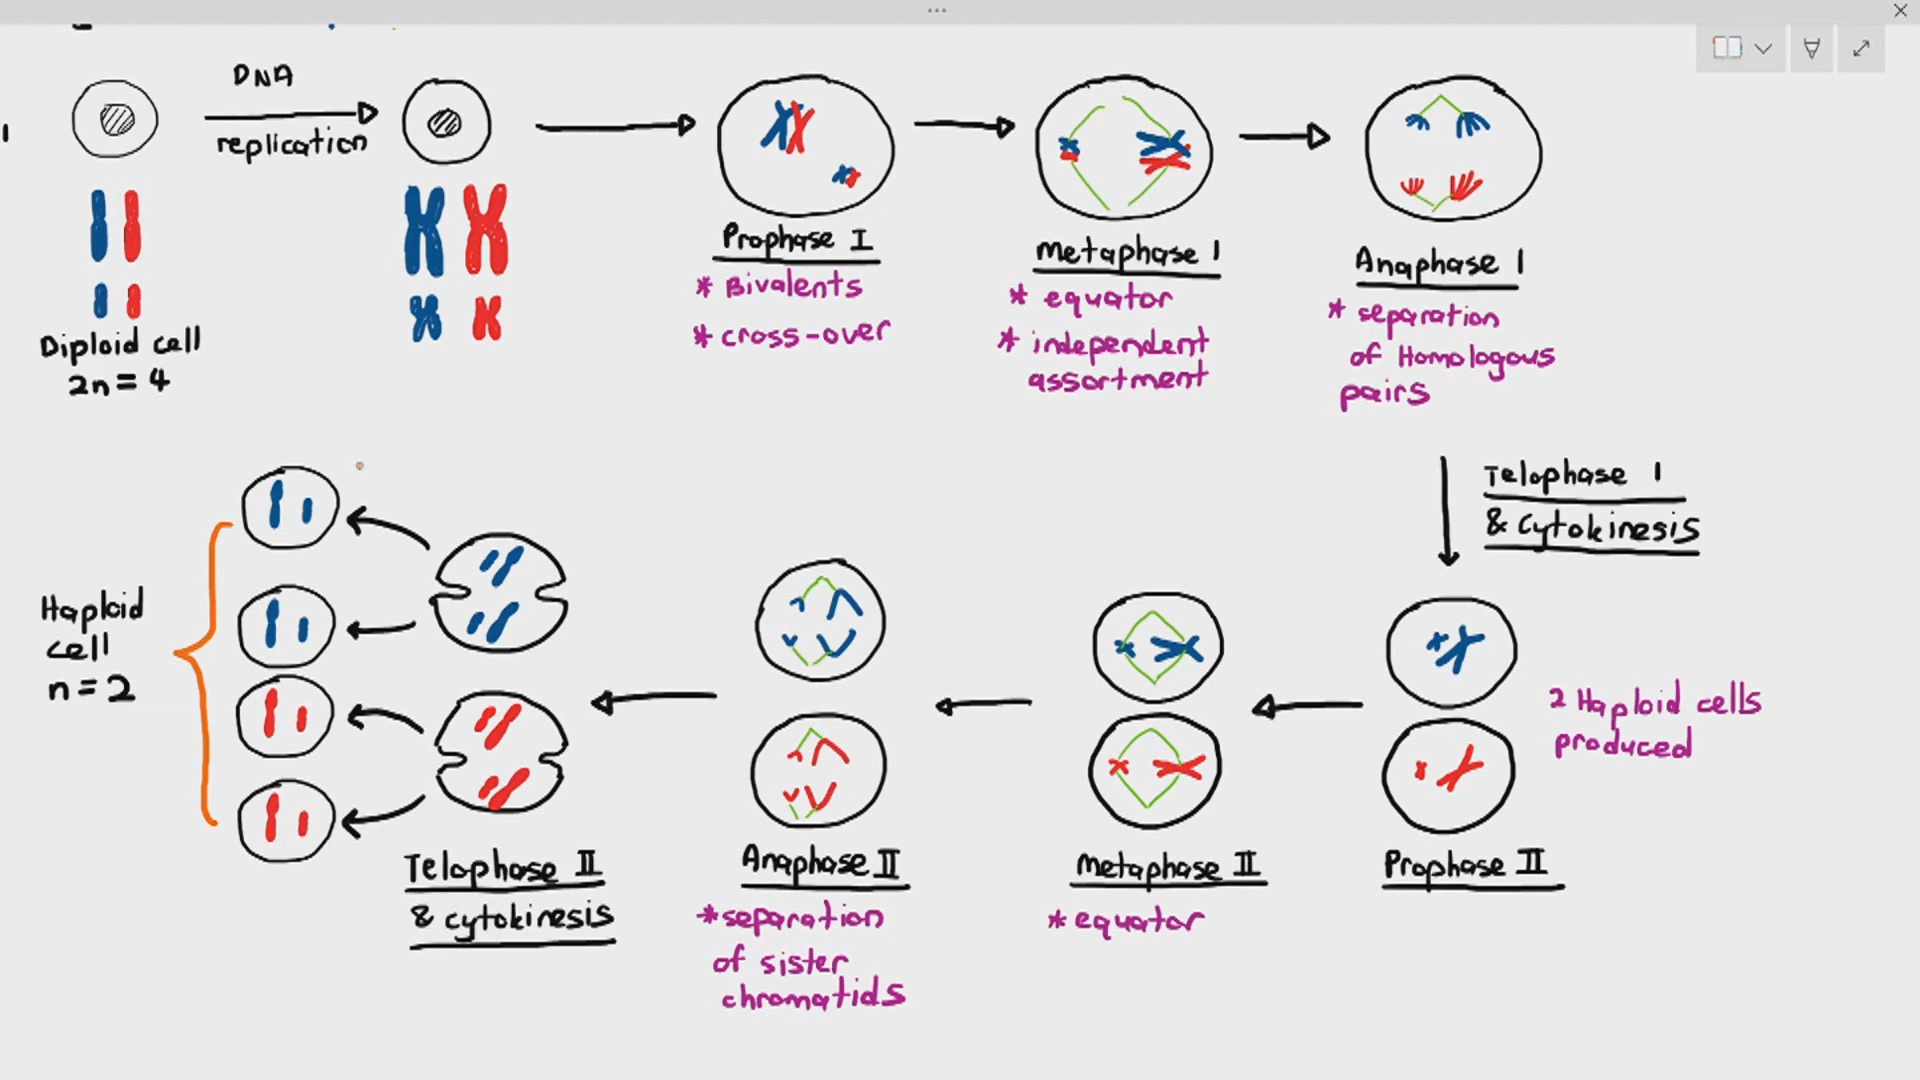 DNA
replication
1
Diploid cell
2n = 4
Prophase I
* Bivalents
* cross-over
Metaphase 1
* equator
* independent
assortment
Anaphase 1
* separation
of Homologous
pairs
Telophase 1
& Cytokinesis
2 Haploid cells
produced
Prophase II
Metaphase II
* equator
Anaphase II
* separation
of sister
chromatids
Telophase II
& cytokinesis
Haploid
cell
n = 2